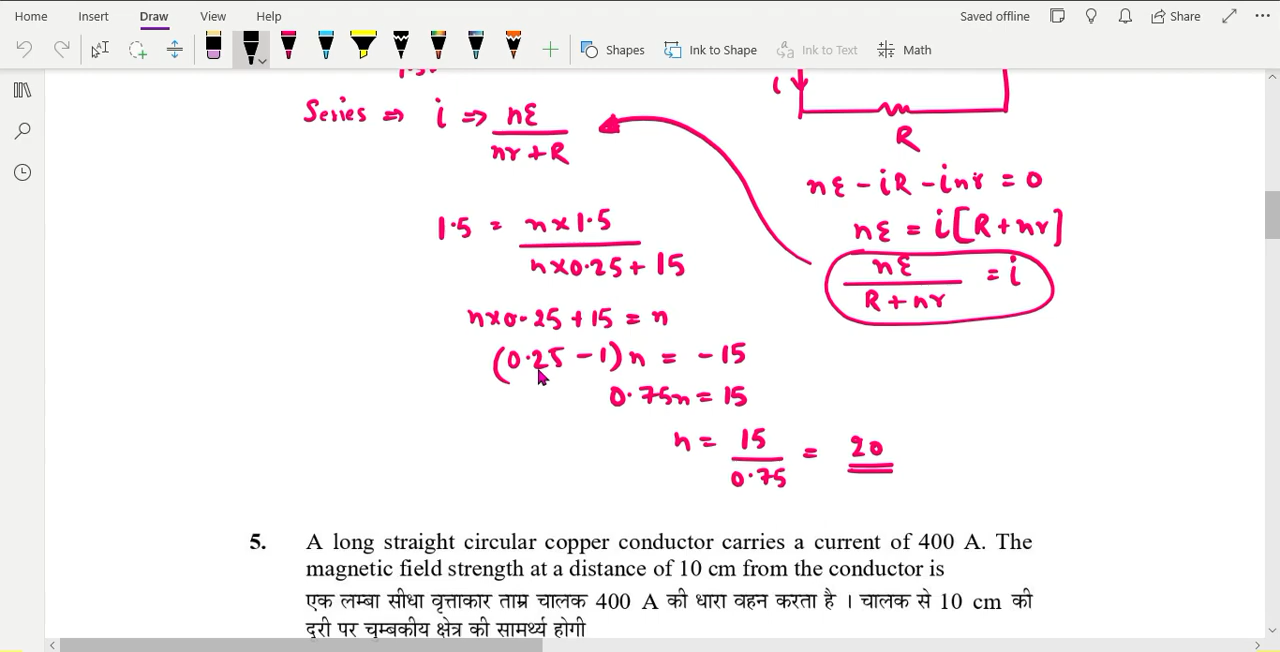 Home Insert Draw View Help Saved offline Share
Shapes Ink to Shape Ink to Text Math
i
R
Series ⇒ i ⇒ nε
nr + R
nε - iR - inr = 0
nε = i[R+nr]
nε = i
R + nr
1.5 = n×1.5
n×0.25 + 15
n×0.25 + 15 = n
(0.25 - 1) n = - 15
0.75n = 15
n = 15 = 20
0.75
5. A long straight circular copper conductor carries a current of 400 A. The
magnetic field strength at a distance of 10 cm from the conductor is
एक लम्बा सीधा वृत्ताकार ताम्र चालक 400 A की धारा वहन करता है । चालक से 10 cm की
दूरी पर चुम्बकीय क्षेत्र की सामर्थ्य होगी